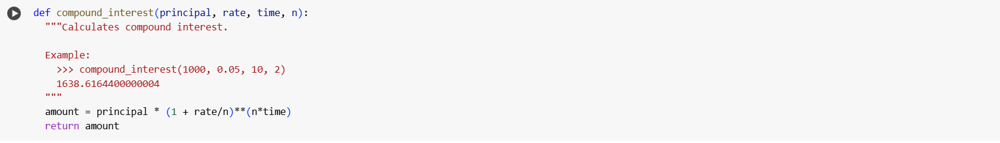 def compound_interest(principal, rate, time, n):
  """Calculates compound interest.

  Example:
    >>> compound_interest(1000, 0.05, 10, 2)
    1638.6164400000004
  """
  amount = principal * (1 + rate/n)**(n*time)
  return amount